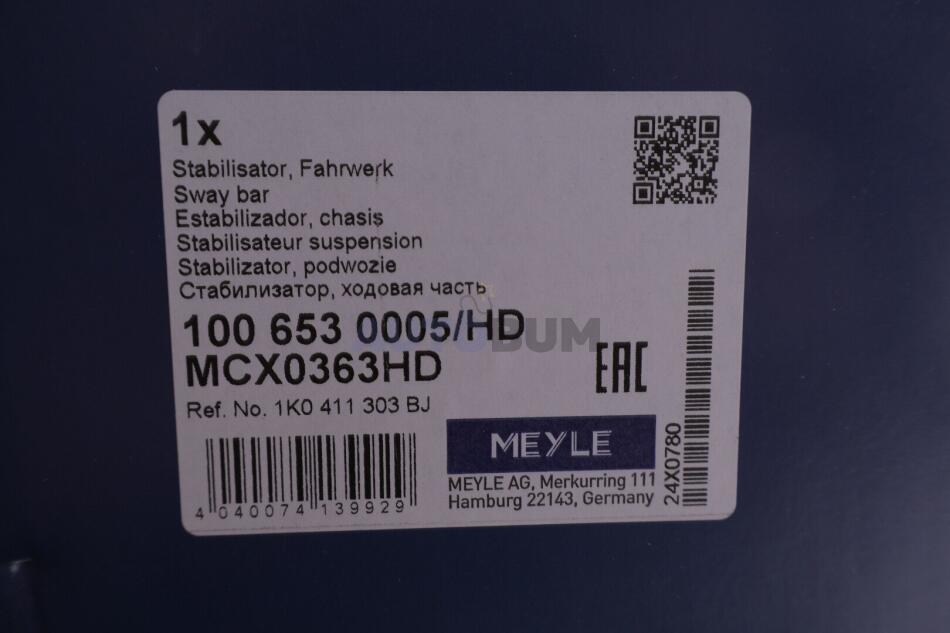 1x
Stabilisator, Fahrwerk
Sway bar
Estabilizador, chasis
Stabilisateur suspension
Stabilizator, podwozie
Стабилизатор, ходовая часть
100 653 0005/HD
AUTOBUM
MCX0363HD
EAC
Ref. No. 1K0 411 303 BJ
MEYLE
MEYLE AG, Merkurring 111
Hamburg 22143, Germany
4 040074 139929
24X0780